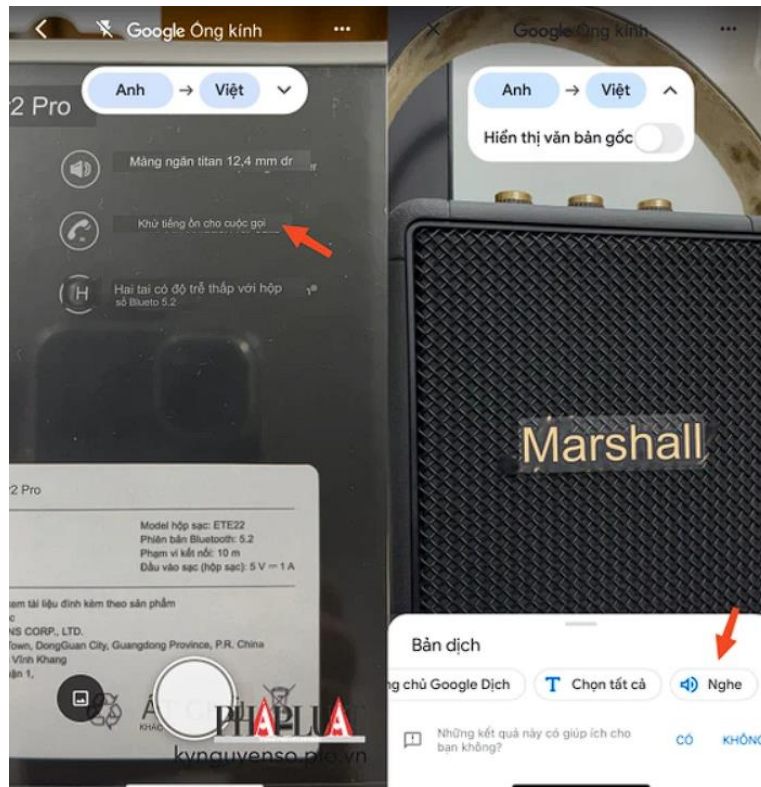 Google Ống kính
Anh → Việt
2 Pro
Màng ngăn titan 12,4 mm dr
Khử tiếng ồn cho cuộc gọi
Hai tai có độ trễ thấp với hộp
số Blueto 5.2
2 Pro
Model hộp sạc: ETE22
Phiên bản Bluetooth: 5.2
Phạm vi kết nối: 10 m
Đầu vào sạc (hộp sạc): 5 V ⎓ 1 A
em tài liệu đính kèm theo sản phẩm
NS CORP., LTD.
Town, DongGuan City, Guangdong Province, P.R. China
Vĩnh Khang
ận 1,
KHÁC
PHÁP LUẬT
kynguyenso.plo.vn
Google Ống kính
Anh → Việt
Hiển thị văn bản gốc
Marshall
Bản dịch
ng chủ Google Dịch
Chọn tất cả
Nghe
Những kết quả này có giúp ích cho
bạn không?
CÓ
KHÔNG